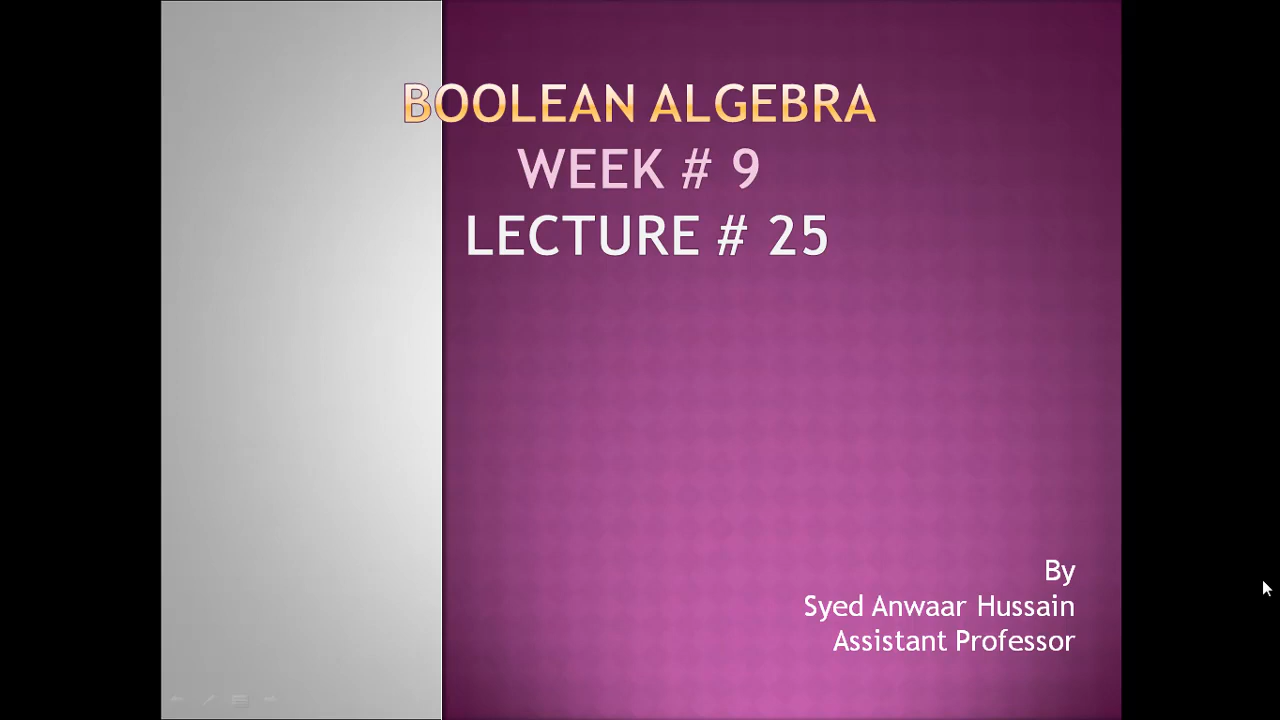 BOOLEAN ALGEBRA
WEEK # 9
LECTURE # 25
By
Syed Anwaar Hussain
Assistant Professor